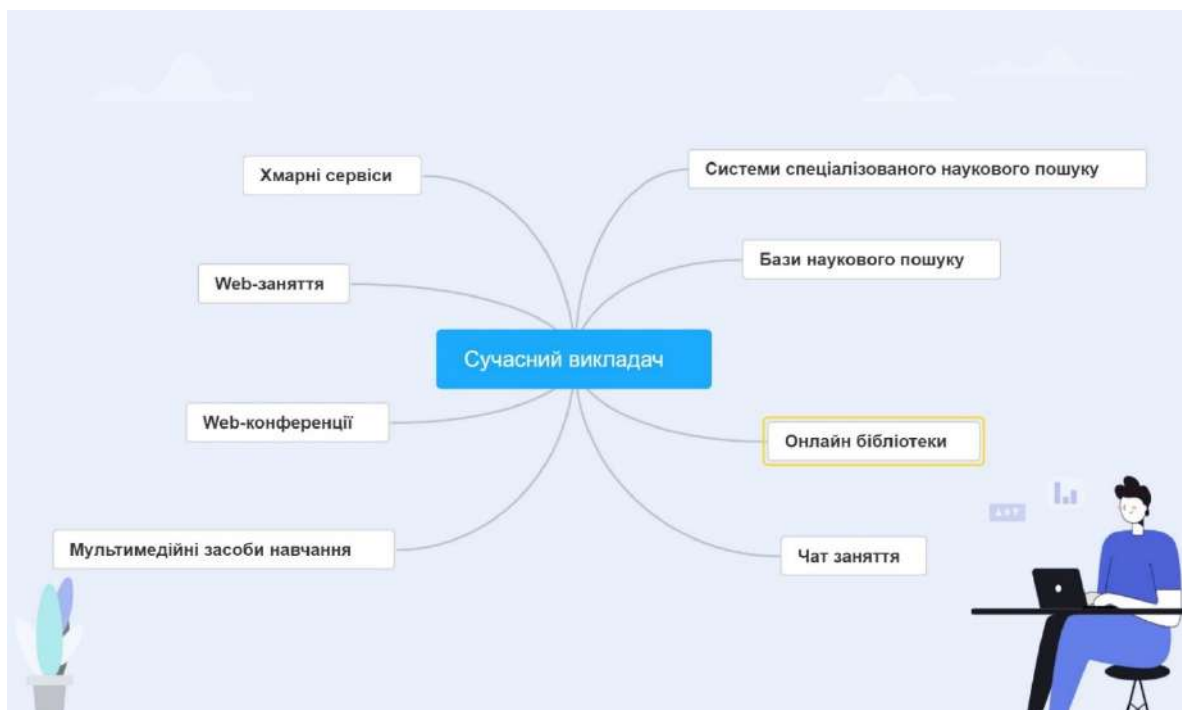 Хмарні сервіси
Системи спеціалізованого наукового пошуку
Бази наукового пошуку
Web-заняття
Сучасний викладач
Web-конференції
Онлайн бібліотеки
Мультимедійні засоби навчання
Чат заняття